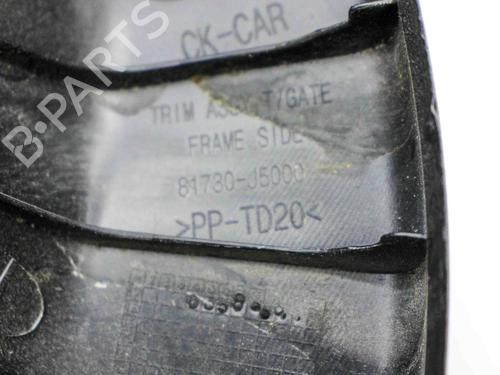 B-PARTS
CK-CAR
TRIM ASSY T/GATE
FRAME SIDE
81730-J5000
>PP-TD20<